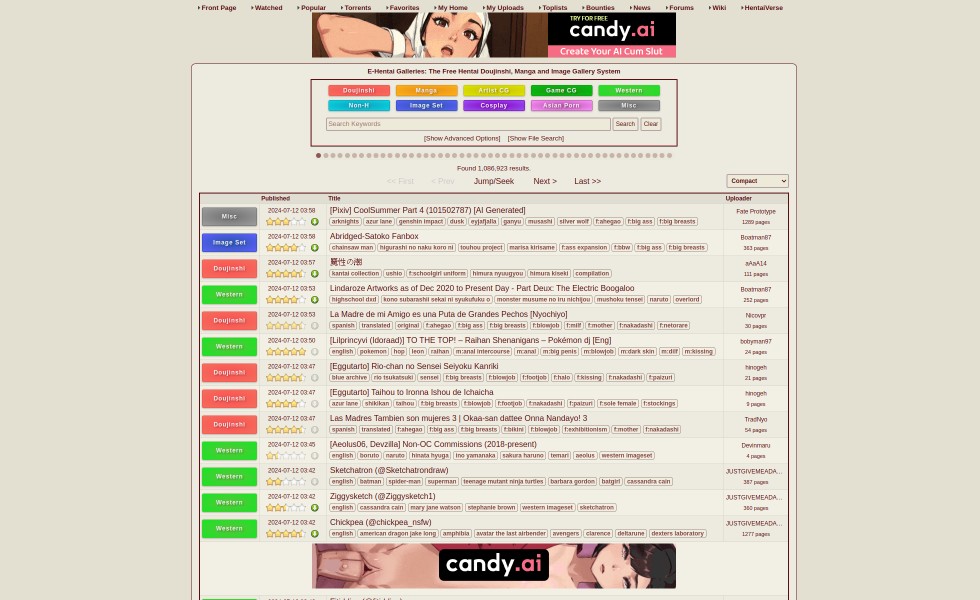 Front Page Watched Popular Torrents Favorites My Home My Uploads Toplists Bounties News Forums Wiki HentaiVerse
TRY FOR FREE
candy.ai
Create Your AI Cum Slut
E-Hentai Galleries: The Free Hentai Doujinshi, Manga and Image Gallery System
Doujinshi Manga Artist CG Game CG Western
Non-H Image Set Cosplay Asian Porn Misc
Search Keywords Search Clear
[Show Advanced Options] [Show File Search]
Found 1,086,923 results.
<< First < Prev Jump/Seek Next > Last >> Compact
Published Title Uploader
Misc 2024-07-12 03:58 [Pixiv] CoolSummer Part 4 (101502787) [AI Generated] Fate Prototype
arknights azur lane genshin impact dusk eyjafjalla ganyu musashi silver wolf f:ahegao f:big ass f:big breasts 1289 pages
Image Set 2024-07-12 03:58 Abridged-Satoko Fanbox Boatman87
chainsaw man higurashi no naku koro ni touhou project marisa kirisame f:ass expansion f:bbw f:big ass f:big breasts 363 pages
Doujinshi 2024-07-12 03:57 魔性の闇 aAaA14
kantai collection ushio f:schoolgirl uniform himura nyuugyou himura kiseki compilation 111 pages
Western 2024-07-12 03:53 Lindaroze Artworks as of Dec 2020 to Present Day - Part Deux: The Electric Boogaloo Boatman87
highschool dxd kono subarashii sekai ni syukufuku o monster musume no iru nichijou mushoku tensei naruto overlord 252 pages
Doujinshi 2024-07-12 03:53 La Madre de mi Amigo es una Puta de Grandes Pechos [Nyochiyo] Nicovpr
spanish translated original f:ahegao f:big ass f:big breasts f:blowjob f:milf f:mother f:nakadashi f:netorare 30 pages
Western 2024-07-12 03:50 [Lilprincyvi (Idoraad)] TO THE TOP! – Raihan Shenanigans – Pokémon dj [Eng] bobyman97
english pokemon hop leon raihan m:anal intercourse m:anal m:big penis m:blowjob m:dark skin m:dilf m:kissing 24 pages
Doujinshi 2024-07-12 03:47 [Eggutarto] Rio-chan no Sensei Seiyoku Kanriki hinogeh
blue archive rio tsukatsuki sensei f:big breasts f:blowjob f:footjob f:halo f:kissing f:nakadashi f:paizuri 21 pages
Doujinshi 2024-07-12 03:47 [Eggutarto] Taihou to Ironna Ishou de Ichaicha hinogeh
azur lane shikikan taihou f:big breasts f:blowjob f:footjob f:nakadashi f:paizuri f:sole female f:stockings 9 pages
Doujinshi 2024-07-12 03:47 Las Madres Tambien son mujeres 3 | Okaa-san dattee Onna Nandayo! 3 TradNyo
spanish translated f:ahegao f:big ass f:big breasts f:bikini f:blowjob f:exhibitionism f:mother f:nakadashi 54 pages
Western 2024-07-12 03:45 [Aeolus06, Devzilla] Non-OC Commissions (2018-present) Devinmaru
english boruto naruto hinata hyuga ino yamanaka sakura haruno temari aeolus western imageset 4 pages
Western 2024-07-12 03:42 Sketchatron (@Sketchatrondraw) JUSTGIVEMEADA...
english batman spider-man superman teenage mutant ninja turtles barbara gordon batgirl cassandra cain 387 pages
Western 2024-07-12 03:42 Ziggysketch (@Ziggysketch1) JUSTGIVEMEADA...
english cassandra cain mary jane watson stephanie brown western imageset sketchatron 360 pages
Western 2024-07-12 03:42 Chickpea (@chickpea_nsfw) JUSTGIVEMEADA...
english american dragon jake long amphibia avatar the last airbender avengers clarence deltarune dexters laboratory 1277 pages
candy.ai